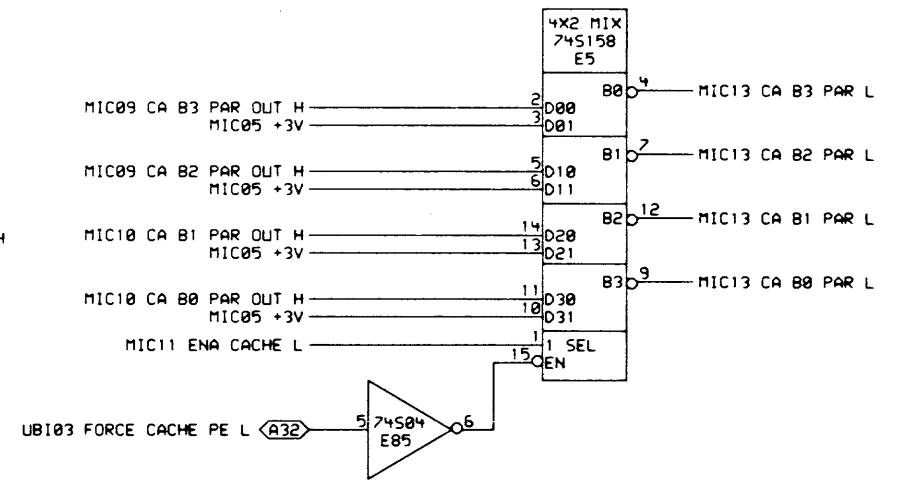 4X2 MIX
74S158
E5
MIC09 CA B3 PAR OUT H 2 D00 B0 4 MIC13 CA B3 PAR L
MIC05 +3V 3 D01
MIC09 CA B2 PAR OUT H 5 D10 B1 7 MIC13 CA B2 PAR L
MIC05 +3V 6 D11
MIC10 CA B1 PAR OUT H 14 D20 B2 12 MIC13 CA B1 PAR L
MIC05 +3V 13 D21
MIC10 CA B0 PAR OUT H 11 D30 B3 9 MIC13 CA B0 PAR L
MIC05 +3V 10 D31
MIC11 ENA CACHE L 1 1 SEL
15 EN
UBI03 FORCE CACHE PE L A32 5 74S04 6
E85